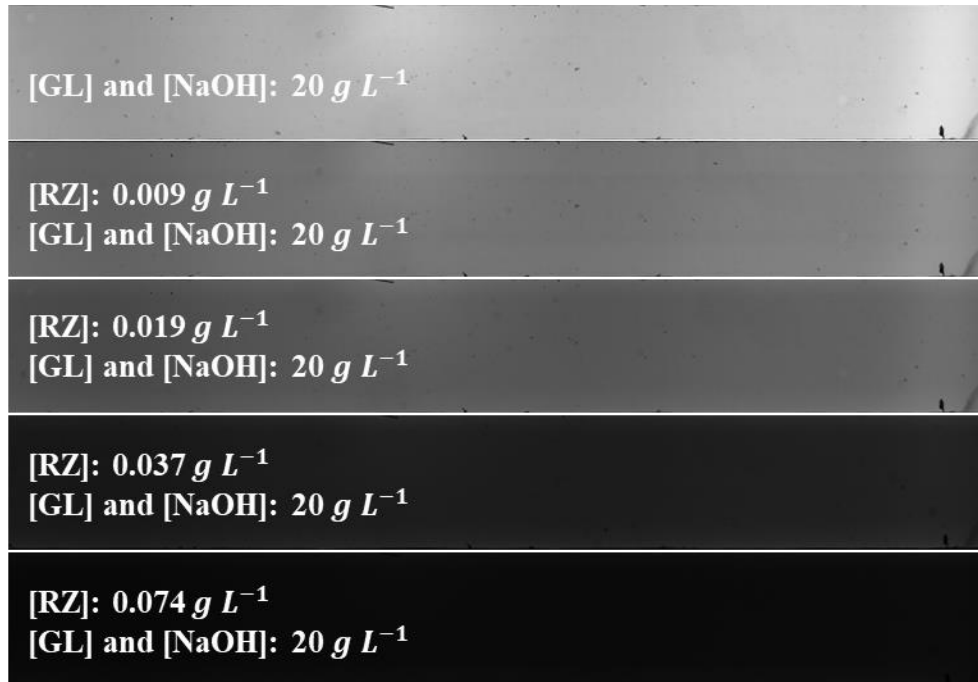 [GL] and [NaOH]: 20 g L⁻¹
[RZ]: 0.009 g L⁻¹
[GL] and [NaOH]: 20 g L⁻¹
[RZ]: 0.019 g L⁻¹
[GL] and [NaOH]: 20 g L⁻¹
[RZ]: 0.037 g L⁻¹
[GL] and [NaOH]: 20 g L⁻¹
[RZ]: 0.074 g L⁻¹
[GL] and [NaOH]: 20 g L⁻¹